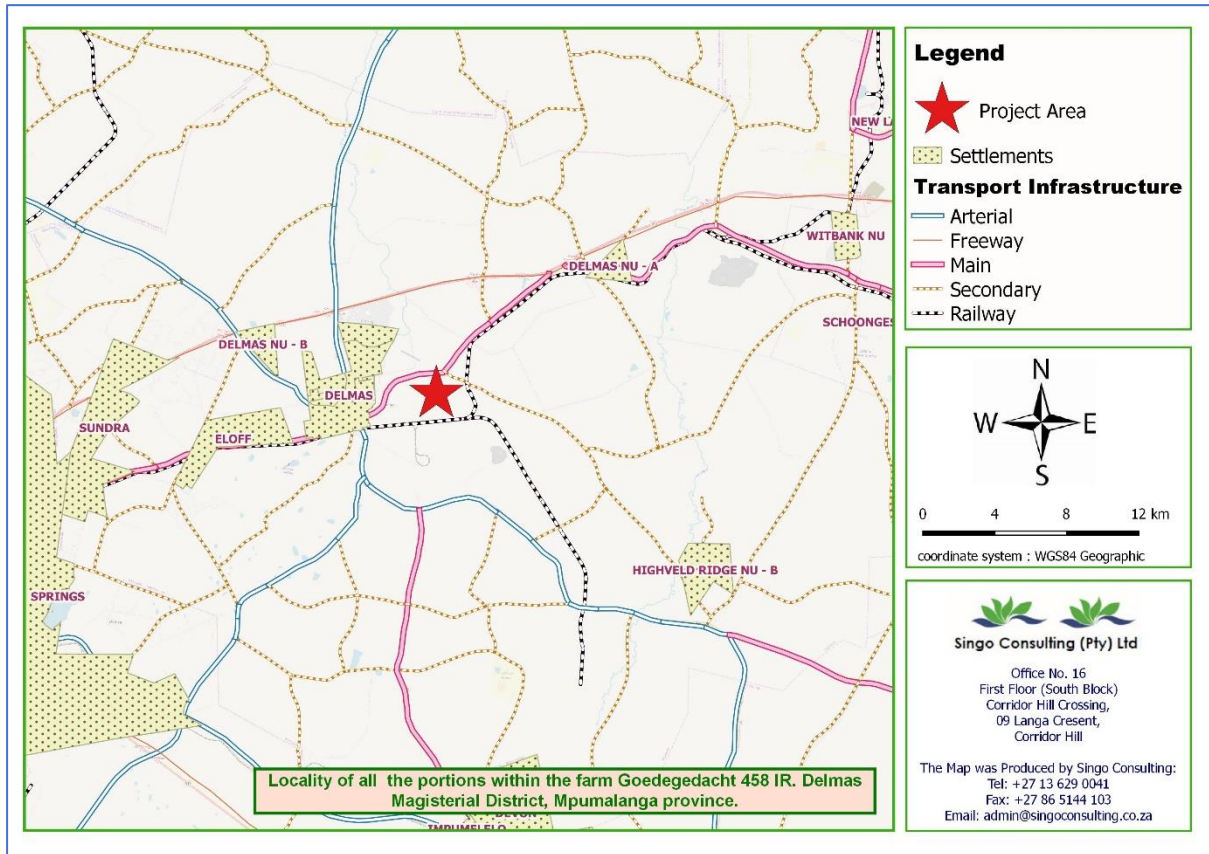 NEW LA
WITBANK NU
DELMAS NU - A
SCHOONGES
DELMAS NU - B
DELMAS
SUNDRA
ELOFF
HIGHVELD RIDGE NU - B
SPRINGS
DEVON
IMPUMELELO
Locality of all the portions within the farm Goedegedacht 458 IR. Delmas
Magisterial District, Mpumalanga province.
Legend
Project Area
Settlements
Transport Infrastructure
Arterial
Freeway
Main
Secondary
Railway
N
W E
S
0 4 8 12 km
coordinate system : WGS84 Geographic
Singo Consulting (Pty) Ltd
Office No. 16
First Floor (South Block)
Corridor Hill Crossing,
09 Langa Cresent,
Corridor Hill
The Map was Produced by Singo Consulting:
Tel: +27 13 629 0041
Fax: +27 86 5144 103
Email: admin@singoconsulting.co.za